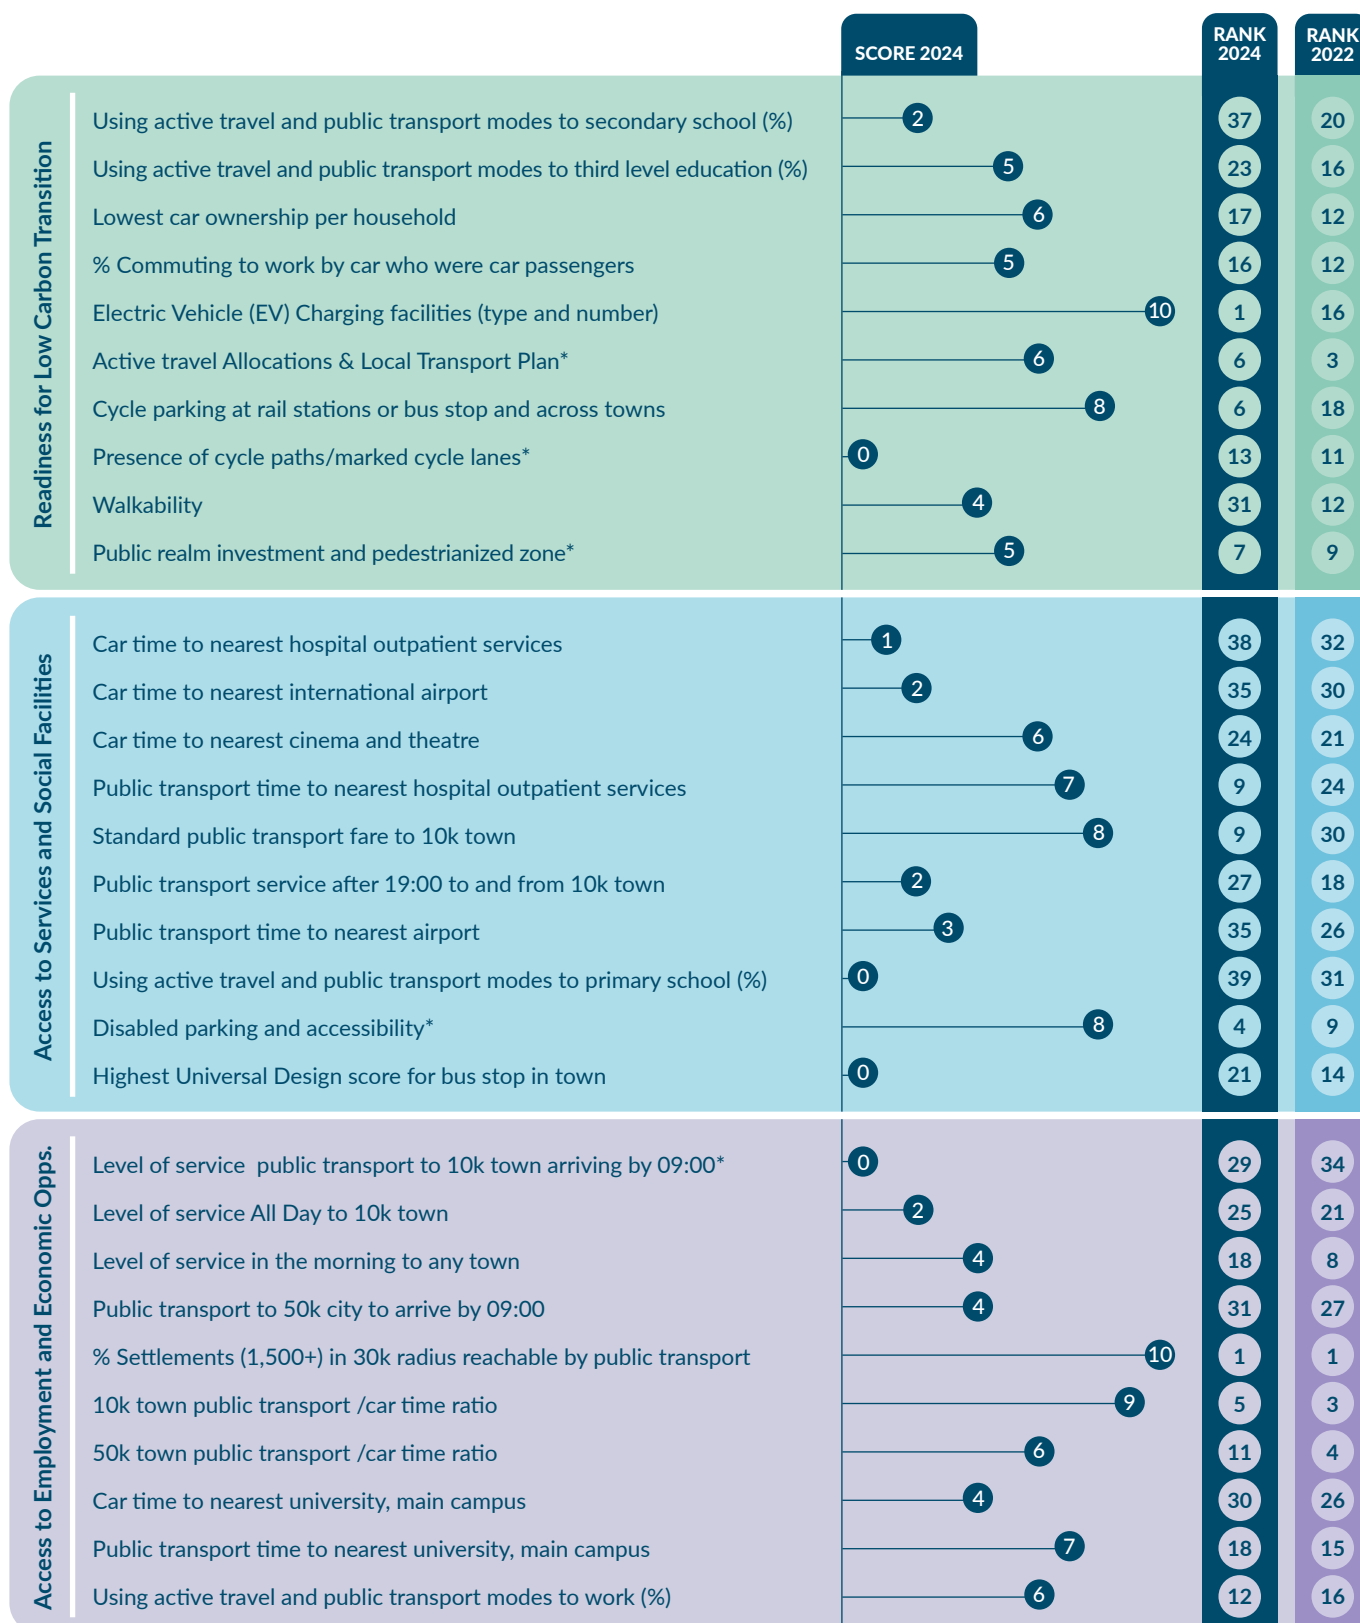 SCORE 2024
RANK
2024
RANK
2022
Readiness for Low Carbon Transition
Using active travel and public transport modes to secondary school (%) 2 37 20
Using active travel and public transport modes to third level education (%) 5 23 16
Lowest car ownership per household 6 17 12
% Commuting to work by car who were car passengers 5 16 12
Electric Vehicle (EV) Charging facilities (type and number) 10 1 16
Active travel Allocations & Local Transport Plan* 6 6 3
Cycle parking at rail stations or bus stop and across towns 8 6 18
Presence of cycle paths/marked cycle lanes* 0 13 11
Walkability 4 31 12
Public realm investment and pedestrianized zone* 5 7 9
Access to Services and Social Facilities
Car time to nearest hospital outpatient services 1 38 32
Car time to nearest international airport 2 35 30
Car time to nearest cinema and theatre 6 24 21
Public transport time to nearest hospital outpatient services 7 9 24
Standard public transport fare to 10k town 8 9 30
Public transport service after 19:00 to and from 10k town 2 27 18
Public transport time to nearest airport 3 35 26
Using active travel and public transport modes to primary school (%) 0 39 31
Disabled parking and accessibility* 8 4 9
Highest Universal Design score for bus stop in town 0 21 14
Access to Employment and Economic Opps.
Level of service public transport to 10k town arriving by 09:00* 0 29 34
Level of service All Day to 10k town 2 25 21
Level of service in the morning to any town 4 18 8
Public transport to 50k city to arrive by 09:00 4 31 27
% Settlements (1,500+) in 30k radius reachable by public transport 10 1 1
10k town public transport /car time ratio 9 5 3
50k town public transport /car time ratio 6 11 4
Car time to nearest university, main campus 4 30 26
Public transport time to nearest university, main campus 7 18 15
Using active travel and public transport modes to work (%) 6 12 16